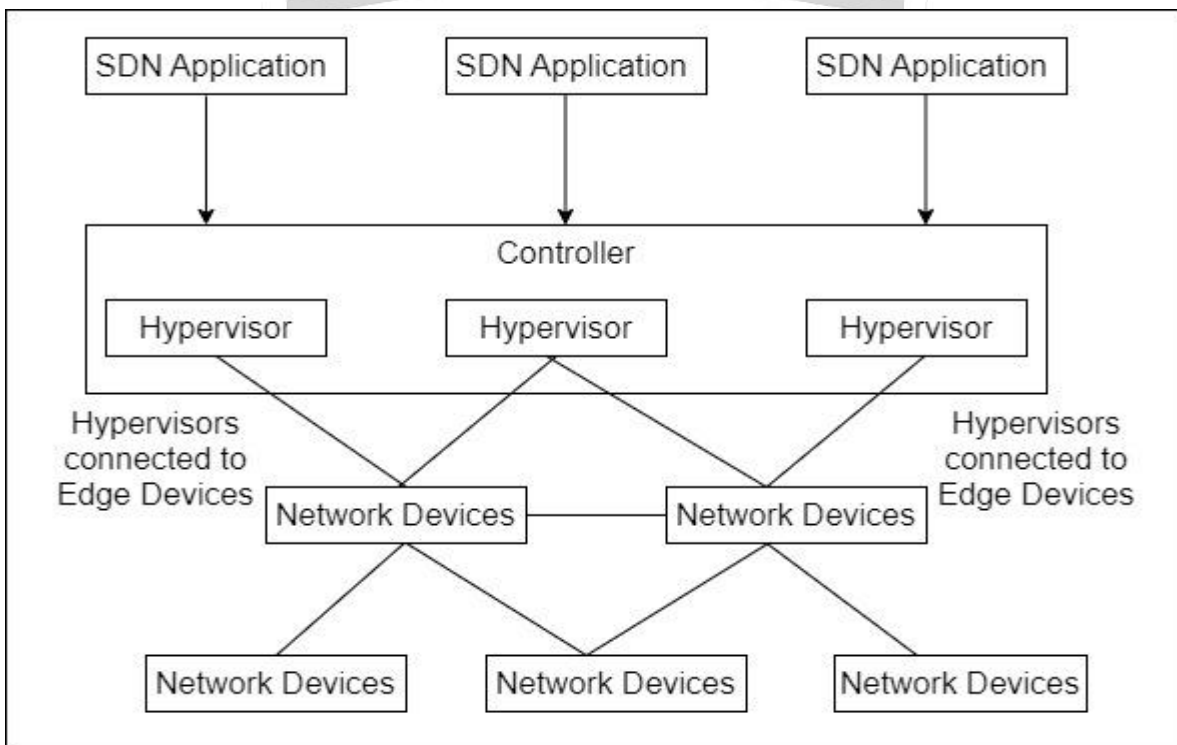 SDN Application
SDN Application
SDN Application
Controller
Hypervisor
Hypervisor
Hypervisor
Hypervisors
connected to
Edge Devices
Hypervisors
connected to
Edge Devices
Network Devices
Network Devices
Network Devices
Network Devices
Network Devices